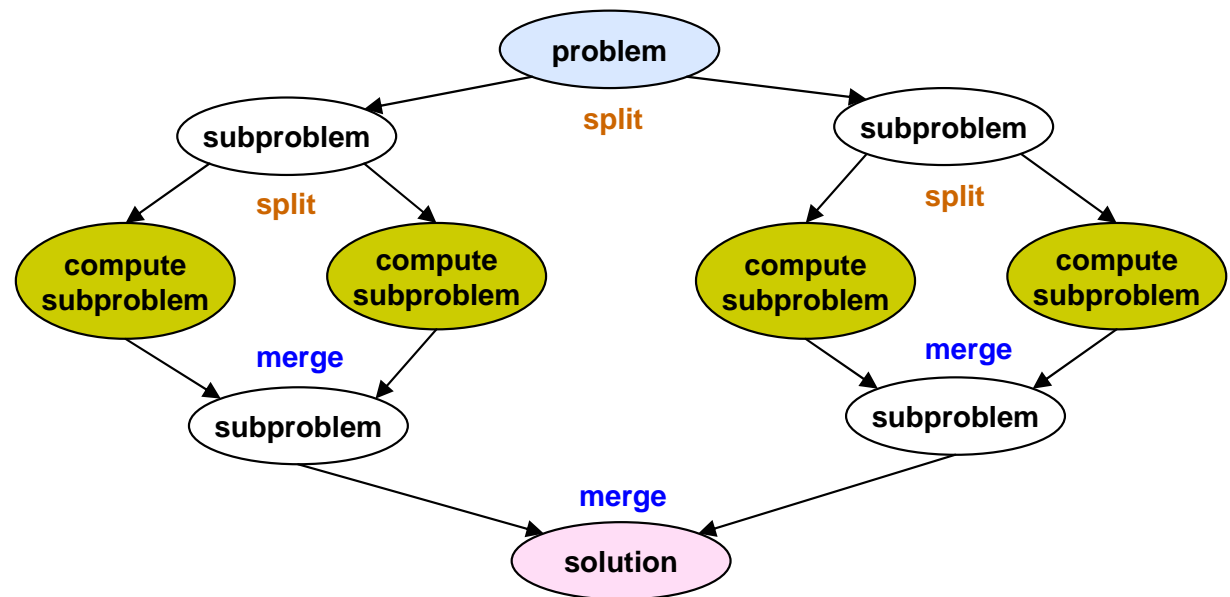 problem
split
subproblem
subproblem
split
split
compute
subproblem
compute
subproblem
compute
subproblem
compute
subproblem
merge
merge
subproblem
subproblem
merge
solution